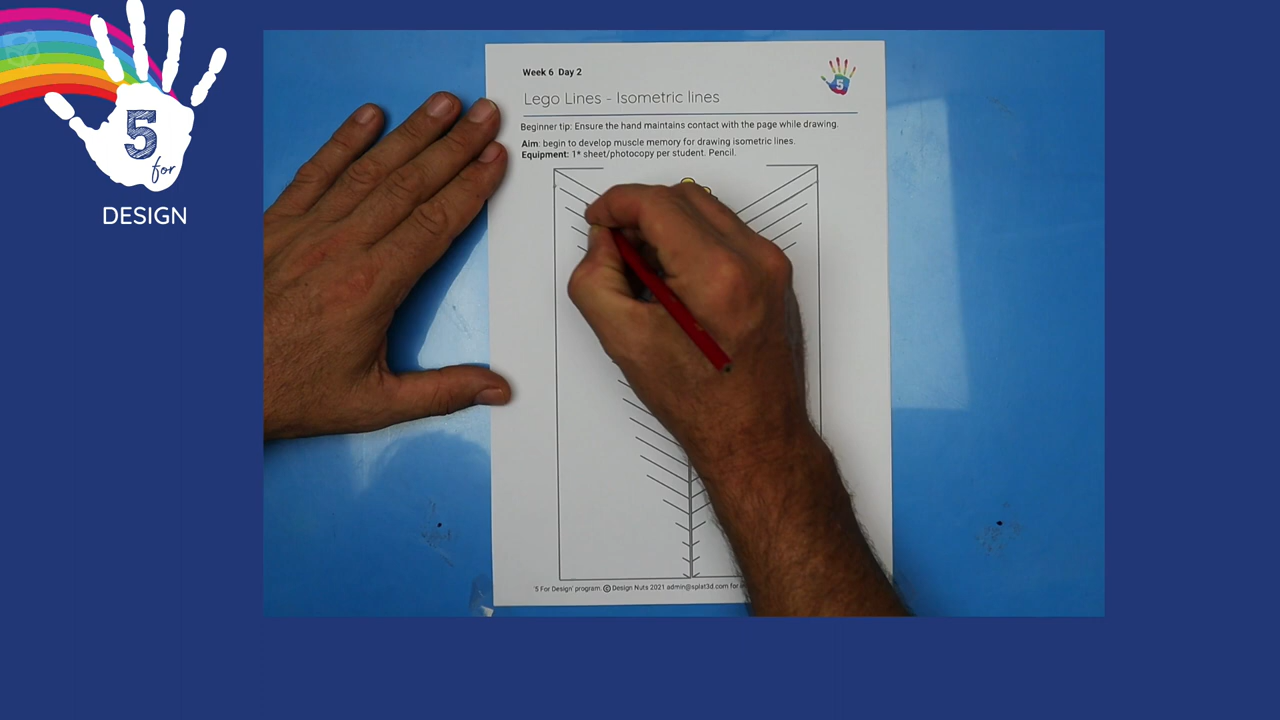 5
for
DESIGN
Week 6 Day 2
5
Lego Lines - Isometric lines
Beginner tip: Ensure the hand maintains contact with the page while drawing.
Aim: begin to develop muscle memory for drawing isometric lines.
Equipment: 1* sheet/photocopy per student. Pencil.
'5 For Design' program. © Design Nuts 2021 admin@splat3d.com for